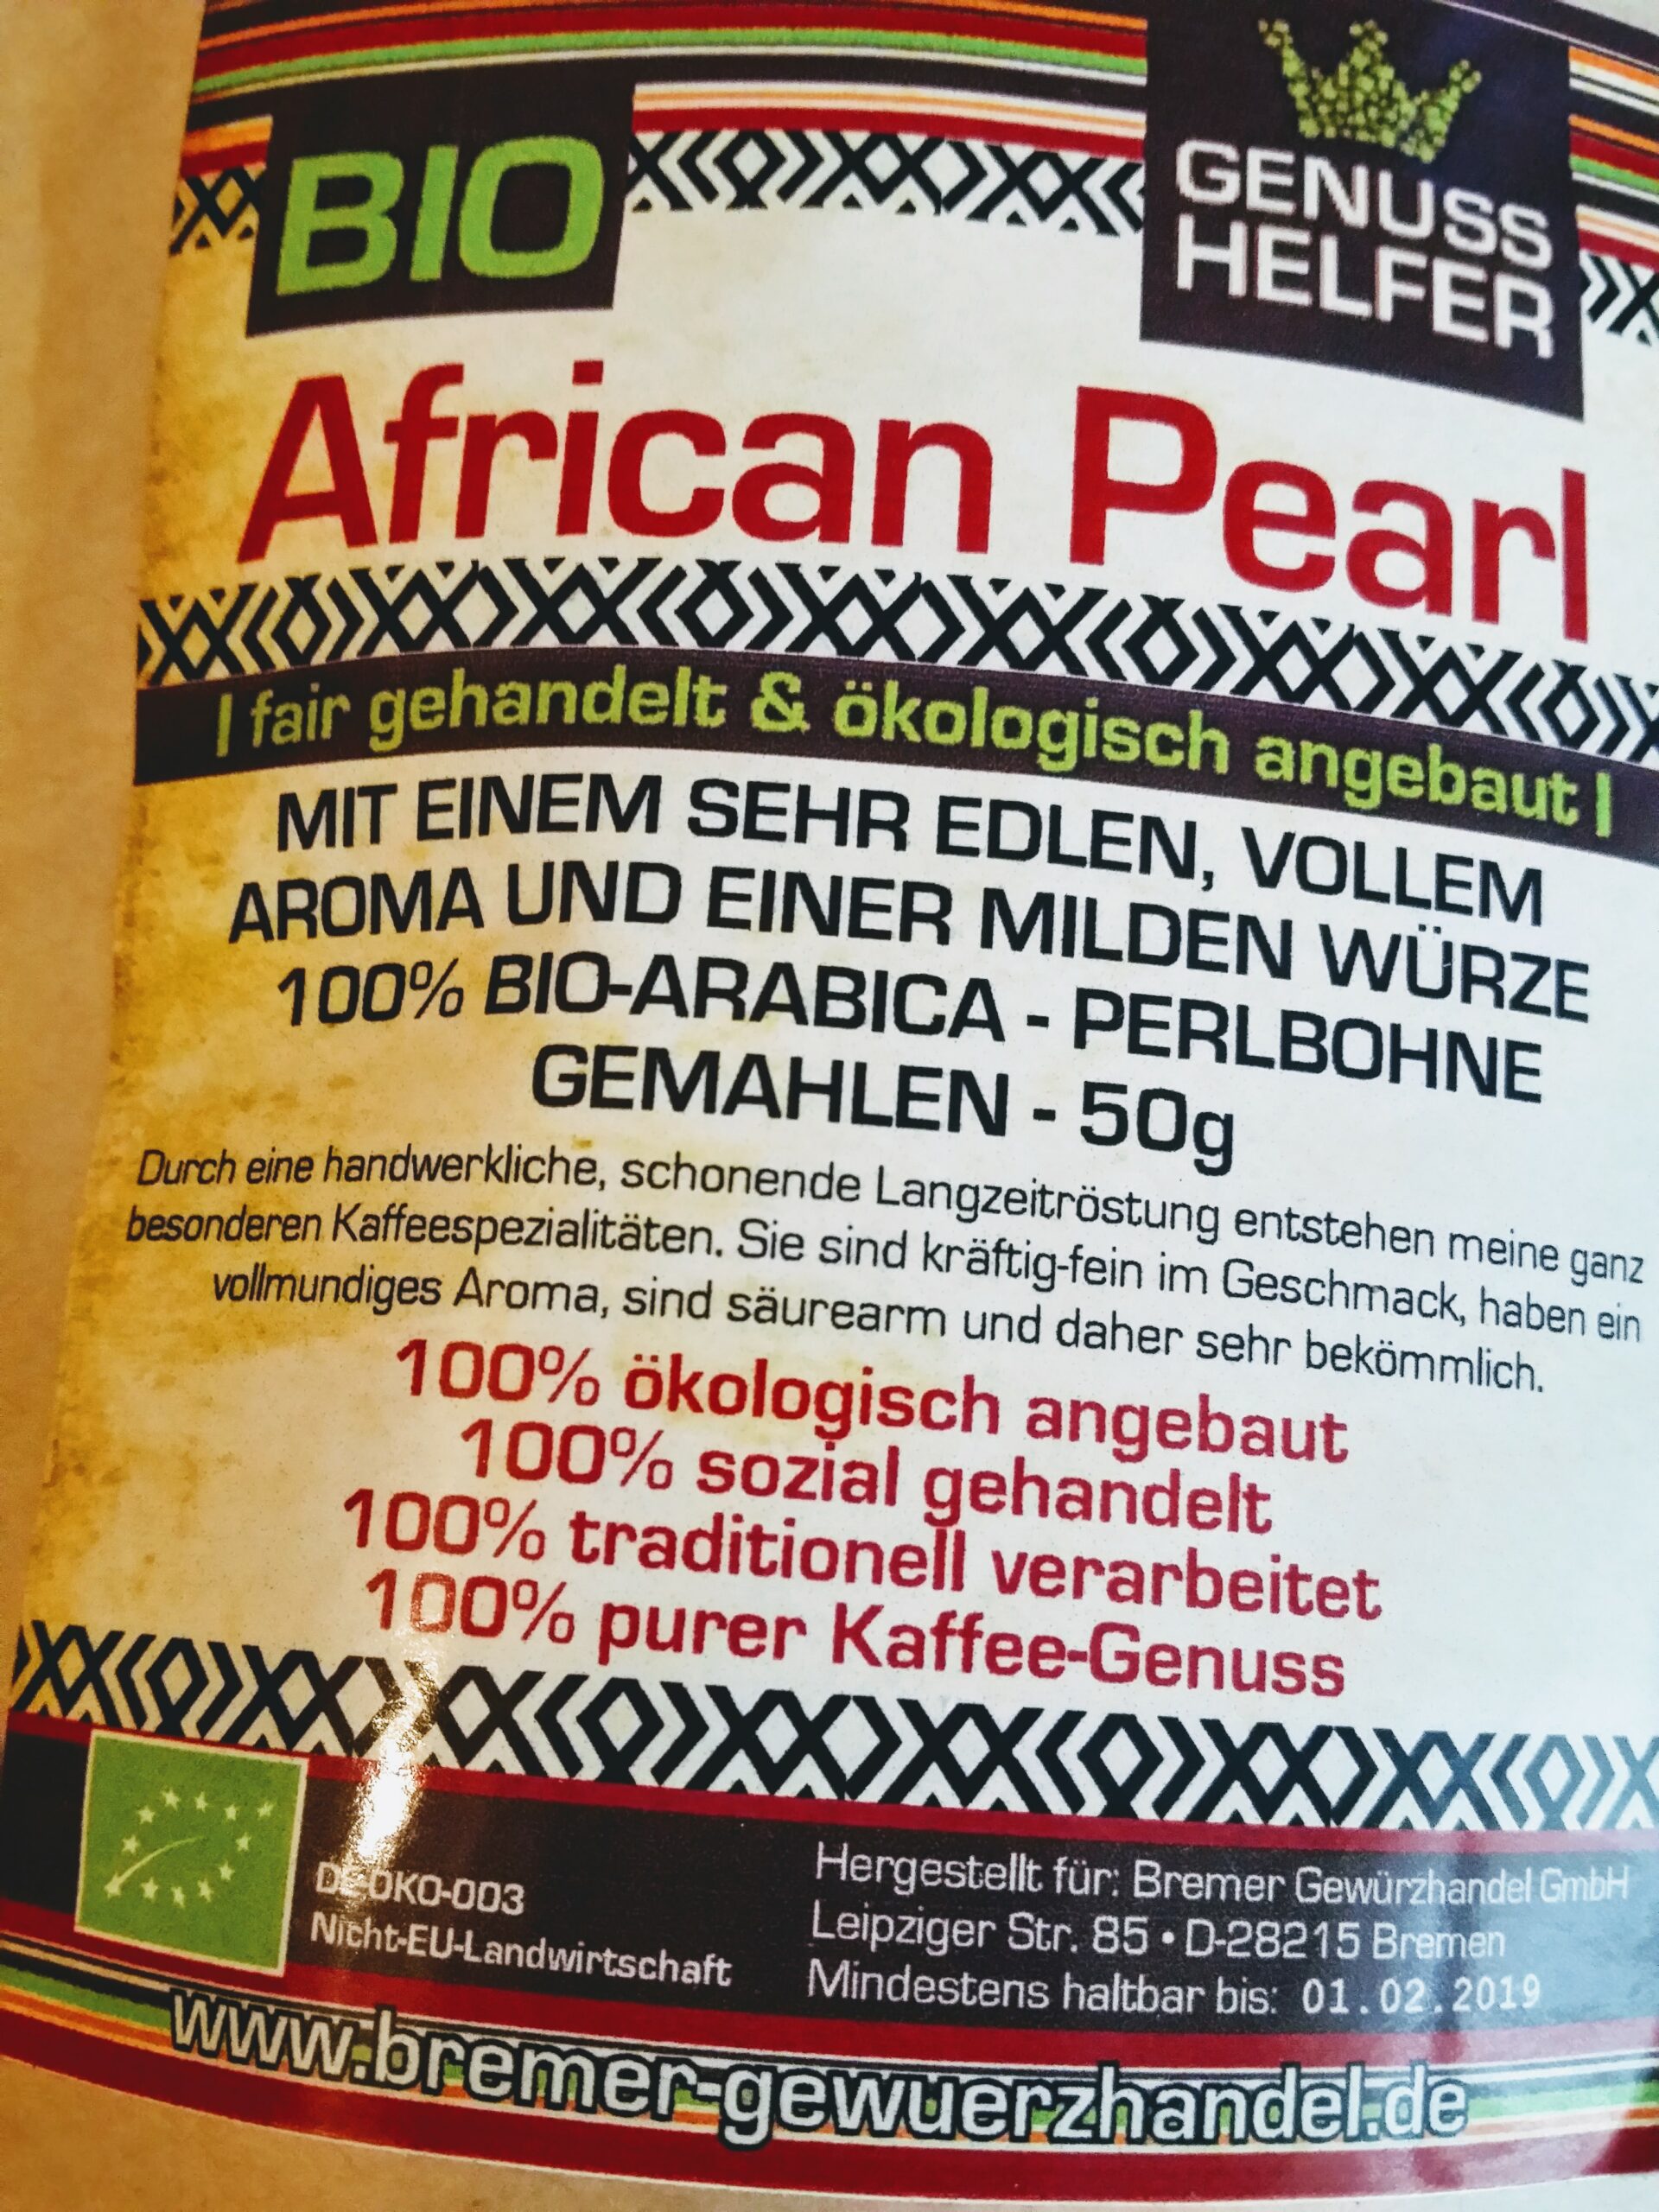 BIO
GENUSS
HELFER
African Pearl
| fair gehandelt & ökologisch angebaut |
MIT EINEM SEHR EDLEN, VOLLEM
AROMA UND EINER MILDEN WÜRZE
100% BIO-ARABICA - PERLBOHNE
GEMAHLEN - 50g
Durch eine handwerkliche, schonende Langzeitröstung entstehen meine ganz
besonderen Kaffeespezialitäten. Sie sind kräftig-fein im Geschmack, haben ein
vollmundiges Aroma, sind säurearm und daher sehr bekömmlich.
100% ökologisch angebaut
100% sozial gehandelt
100% traditionell verarbeitet
100% purer Kaffee-Genuss
DE-ÖKO-003
Nicht-EU-Landwirtschaft
Hergestellt für: Bremer Gewürzhandel GmbH
Leipziger Str. 85 • D-28215 Bremen
Mindestens haltbar bis: 01.02.2019
www.bremer-gewuerzhandel.de